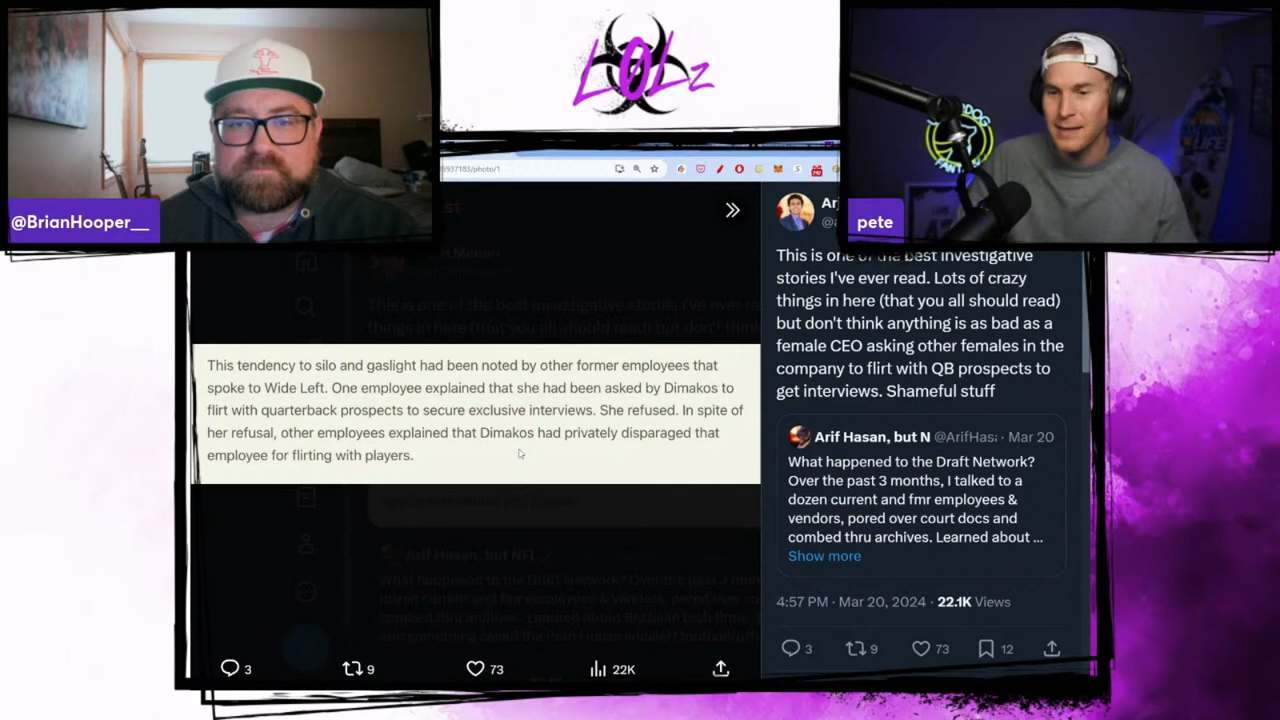 @BrianHooper__
LOLz
pete
5937183/photo/1
Ar
This is one of the best investigative
stories I've ever read. Lots of crazy
things in here (that you all should read)
but don't think anything is as bad as a
female CEO asking other females in the
company to flirt with QB prospects to
get interviews. Shameful stuff
This tendency to silo and gaslight had been noted by other former employees that
spoke to Wide Left. One employee explained that she had been asked by Dimakos to
flirt with quarterback prospects to secure exclusive interviews. She refused. In spite of
her refusal, other employees explained that Dimakos had privately disparaged that
employee for flirting with players.
Arif Hasan, but N @ArifHasa · Mar 20
What happened to the Draft Network?
Over the past 3 months, I talked to a
dozen current and fmr employees &
vendors, pored over court docs and
combed thru archives. Learned about ...
Show more
4:57 PM · Mar 20, 2024 · 22.1K Views
3 9 73 12
3 9 73 22K